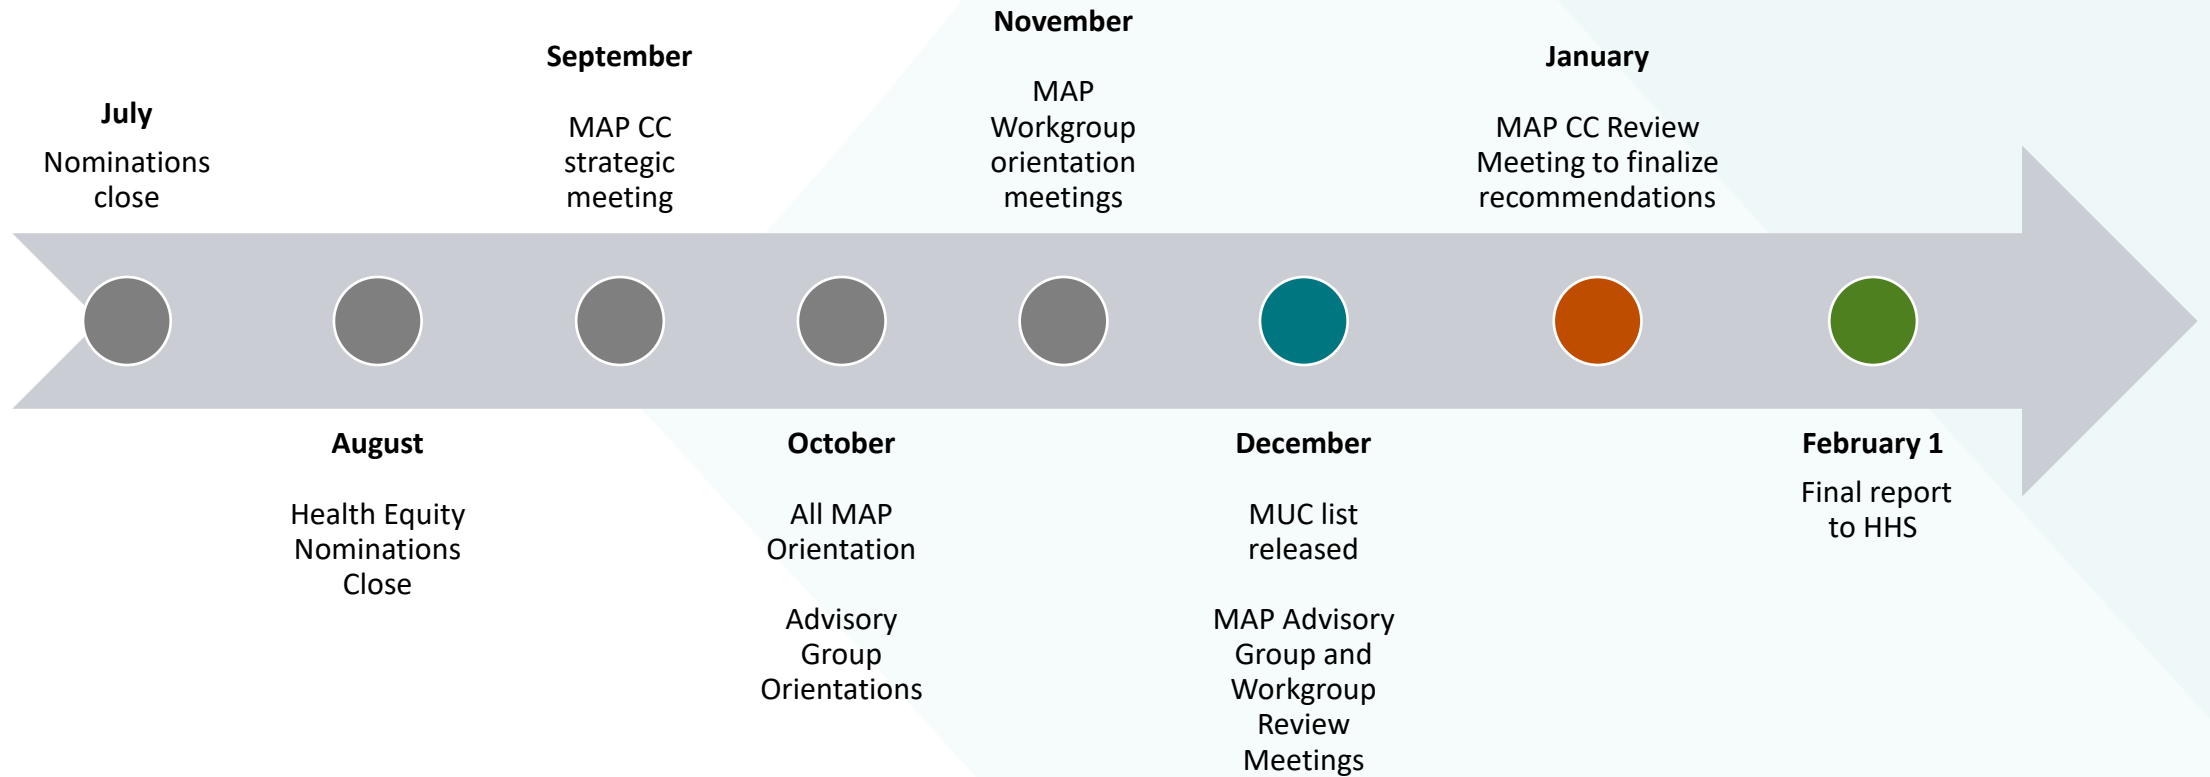 July
Nominations
close
August
Health Equity
Nominations
Close
September
MAP CC
strategic
meeting
October
All MAP
Orientation
Advisory
Group
Orientations
November
MAP
Workgroup
orientation
meetings
December
MUC list
released
MAP Advisory
Group and
Workgroup
Review
Meetings
January
MAP CC Review
Meeting to finalize
recommendations
February 1
Final report
to HHS